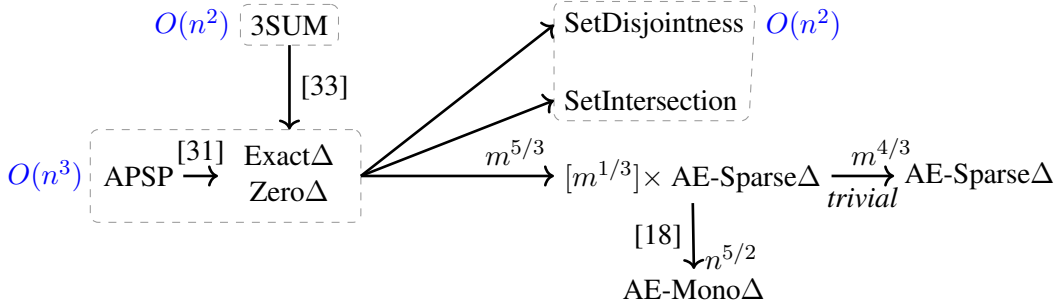 O(n²) 3SUM
SetDisjointness O(n²)
[33]
SetIntersection
O(n³) APSP [31] Exact∆
Zero∆
m^{5/3}
[m^{1/3}]× AE-Sparse∆
m^{4/3}
trivial
AE-Sparse∆
[18]
n^{5/2}
AE-Mono∆